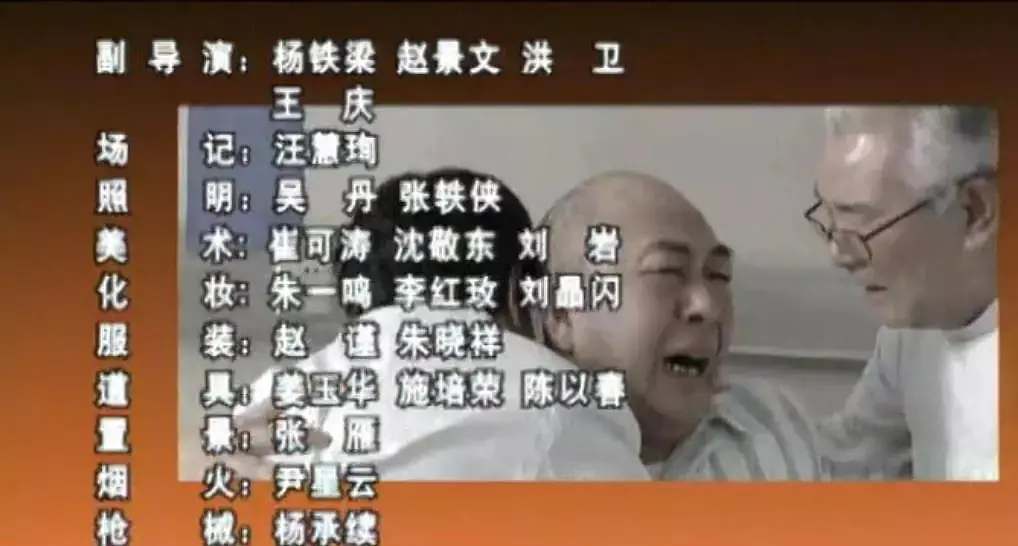 副导演：杨铁梁 赵景文 洪卫
王庆
场记：汪慧珣
照明：吴丹 张轶侠
美术：崔可涛 沈敬东 刘岩
化妆：朱一鸣 李红玫 刘晶闪
服装：赵谨 朱晓祥
道具：姜玉华 施培荣 陈以春
置景：张雁
烟火：尹星云
枪械：杨承续